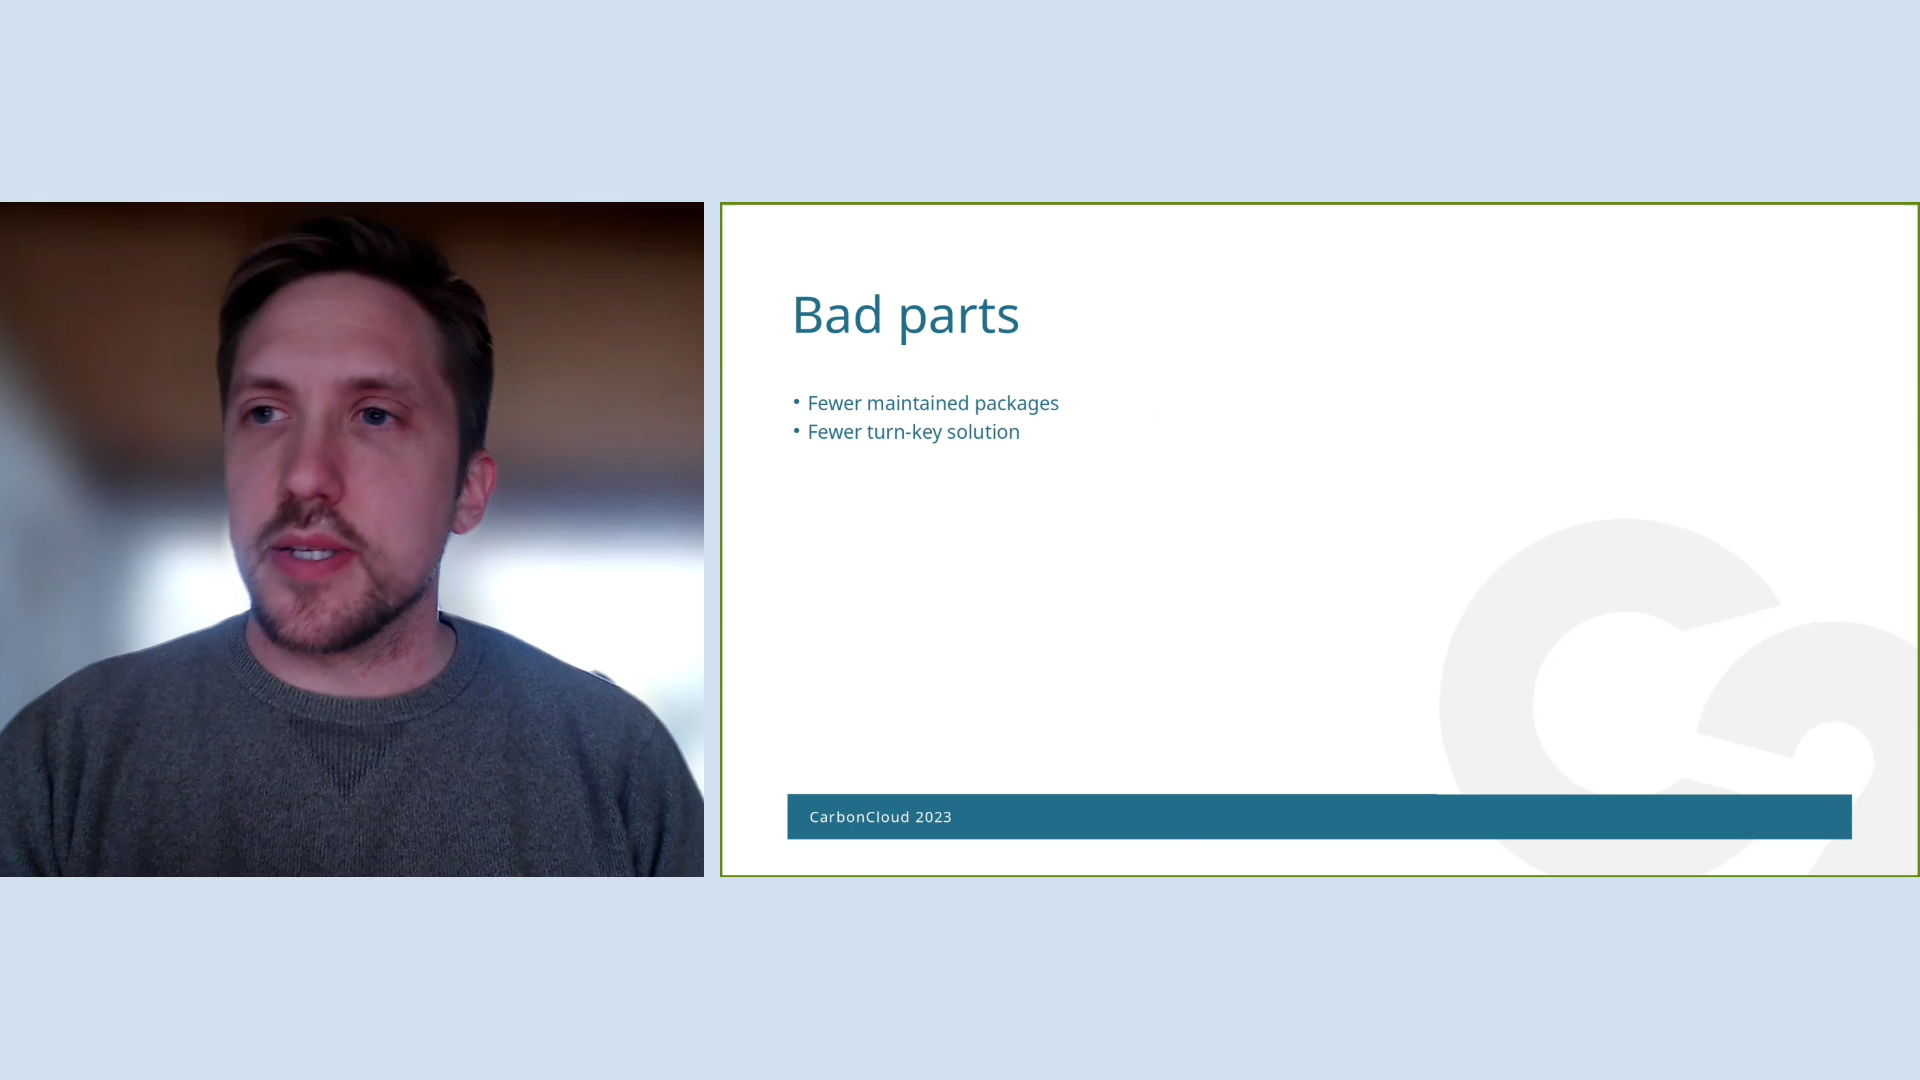 Bad parts
• Fewer maintained packages
• Fewer turn-key solution
CarbonCloud 2023